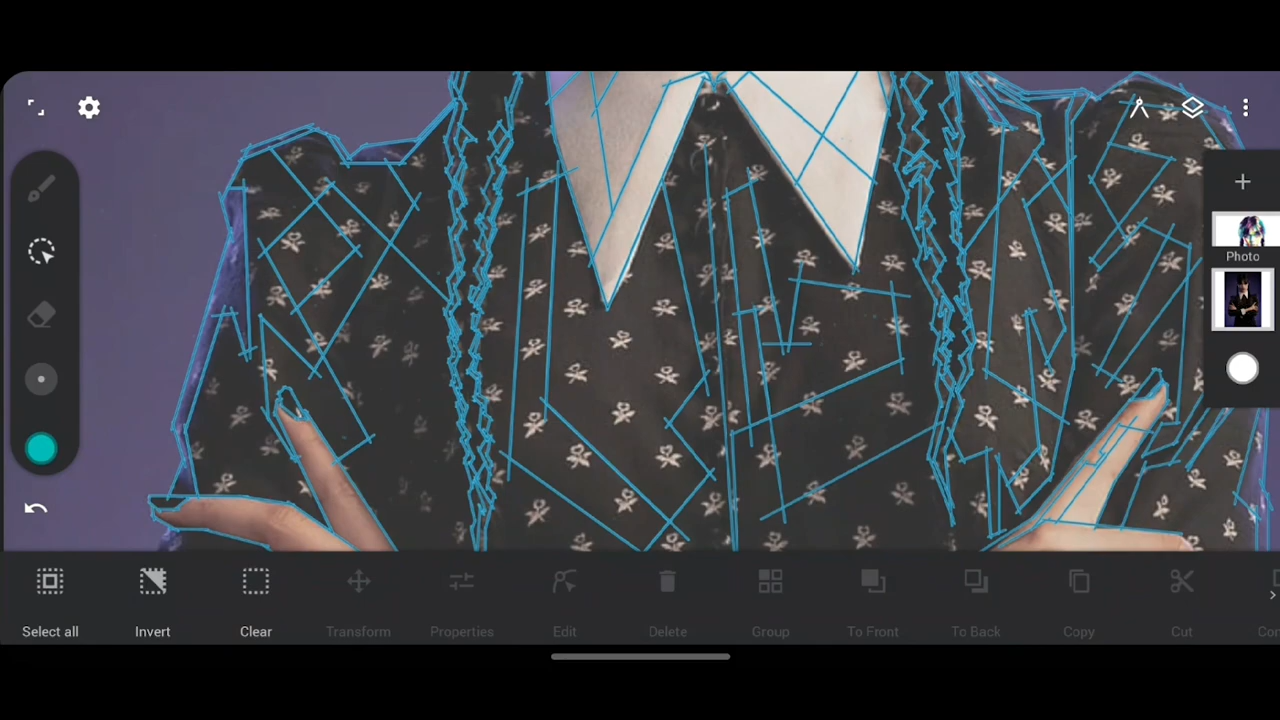 Photo
Select all
Invert
Clear
Transform
Properties
Edit
Delete
Group
To Front
To Back
Copy
Cut